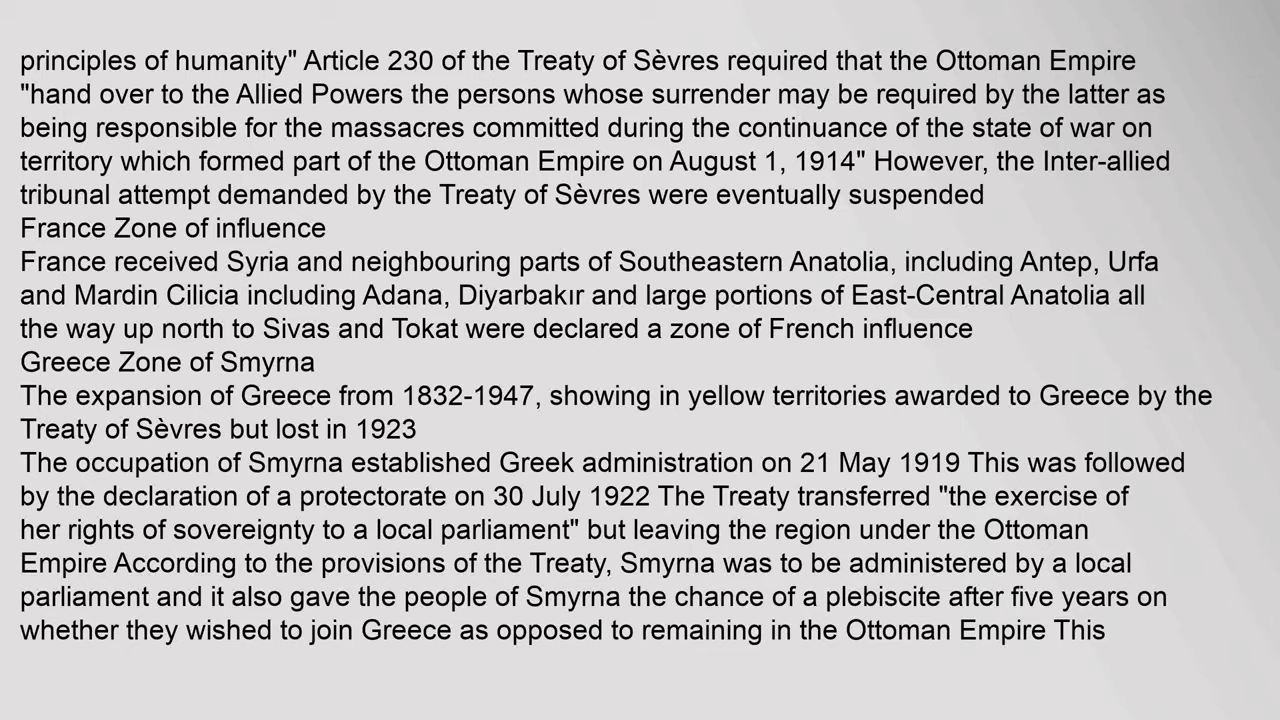 principles of humanity" Article 230 of the Treaty of Sèvres required that the Ottoman Empire
"hand over to the Allied Powers the persons whose surrender may be required by the latter as
being responsible for the massacres committed during the continuance of the state of war on
territory which formed part of the Ottoman Empire on August 1, 1914" However, the Inter-allied
tribunal attempt demanded by the Treaty of Sèvres were eventually suspended
France Zone of influence
France received Syria and neighbouring parts of Southeastern Anatolia, including Antep, Urfa
and Mardin Cilicia including Adana, Diyarbakır and large portions of East-Central Anatolia all
the way up north to Sivas and Tokat were declared a zone of French influence
Greece Zone of Smyrna
The expansion of Greece from 1832-1947, showing in yellow territories awarded to Greece by the
Treaty of Sèvres but lost in 1923
The occupation of Smyrna established Greek administration on 21 May 1919 This was followed
by the declaration of a protectorate on 30 July 1922 The Treaty transferred "the exercise of
her rights of sovereignty to a local parliament" but leaving the region under the Ottoman
Empire According to the provisions of the Treaty, Smyrna was to be administered by a local
parliament and it also gave the people of Smyrna the chance of a plebiscite after five years on
whether they wished to join Greece as opposed to remaining in the Ottoman Empire This